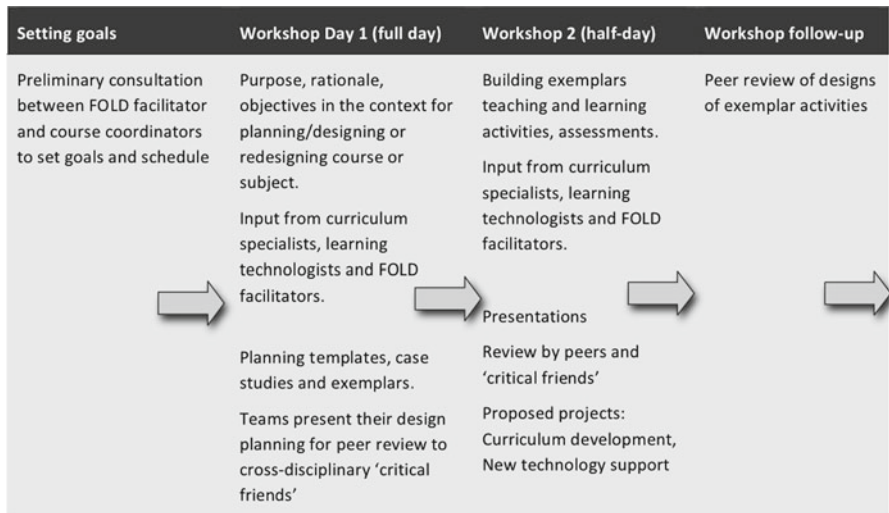 Setting goals
Preliminary consultation
between FOLD facilitator
and course coordinators
to set goals and schedule
Workshop Day 1 (full day)
Purpose, rationale,
objectives in the context for
planning/designing or
redesigning course or
subject.
Input from curriculum
specialists, learning
technologists and FOLD
facilitators.
Planning templates, case
studies and exemplars.
Teams present their design
planning for peer review to
cross-disciplinary ‘critical
friends’
Workshop 2 (half-day)
Building exemplars
teaching and learning
activities, assessments.
Input from curriculum
specialists, learning
technologists and FOLD
facilitators.
Presentations
Review by peers and
‘critical friends’
Proposed projects:
Curriculum development,
New technology support
Workshop follow-up
Peer review of designs
of exemplar activities